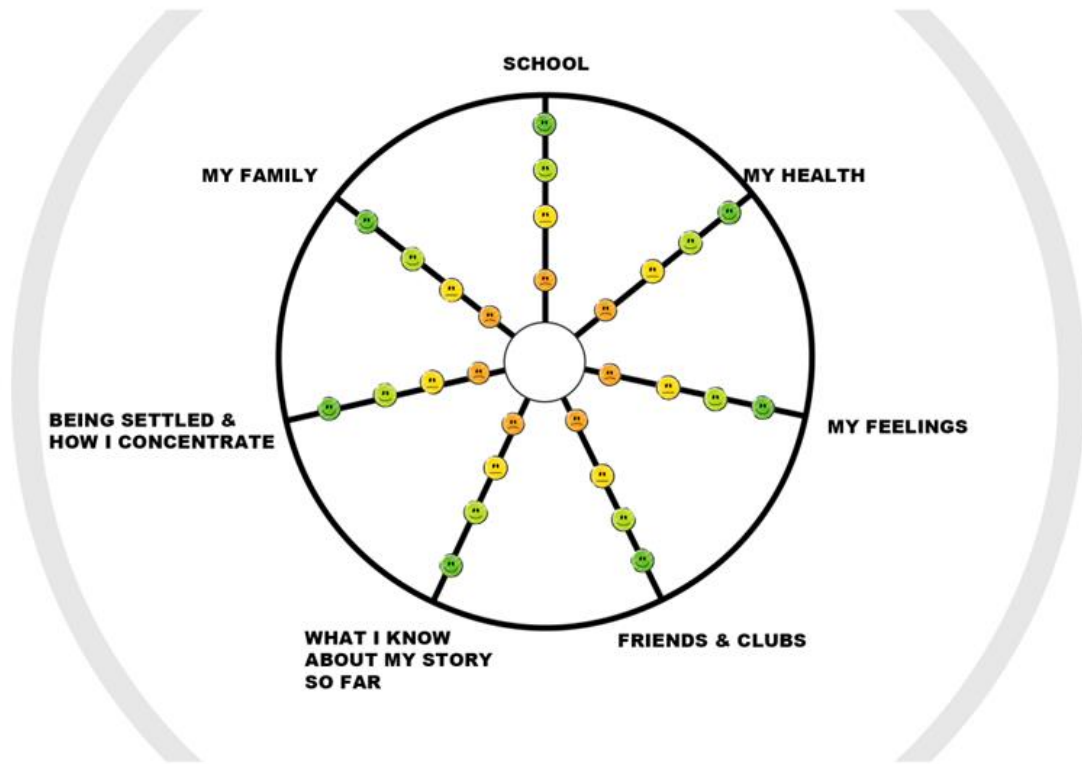 SCHOOL
MY FAMILY
MY HEALTH
BEING SETTLED &
HOW I CONCENTRATE
MY FEELINGS
WHAT I KNOW
ABOUT MY STORY
SO FAR
FRIENDS & CLUBS